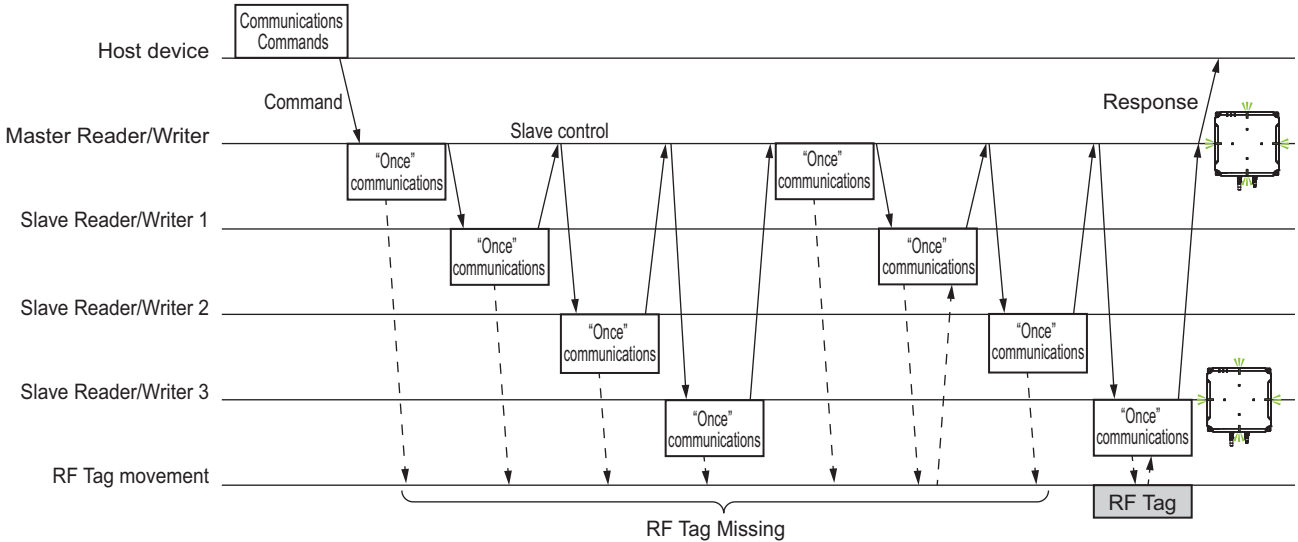 Communications
Commands
Host device
Command
Response
Master Reader/Writer
Slave control
“Once”
communications
“Once”
communications
Slave Reader/Writer 1
“Once”
communications
“Once”
communications
Slave Reader/Writer 2
“Once”
communications
“Once”
communications
Slave Reader/Writer 3
“Once”
communications
“Once”
communications
RF Tag movement
RF Tag
RF Tag Missing